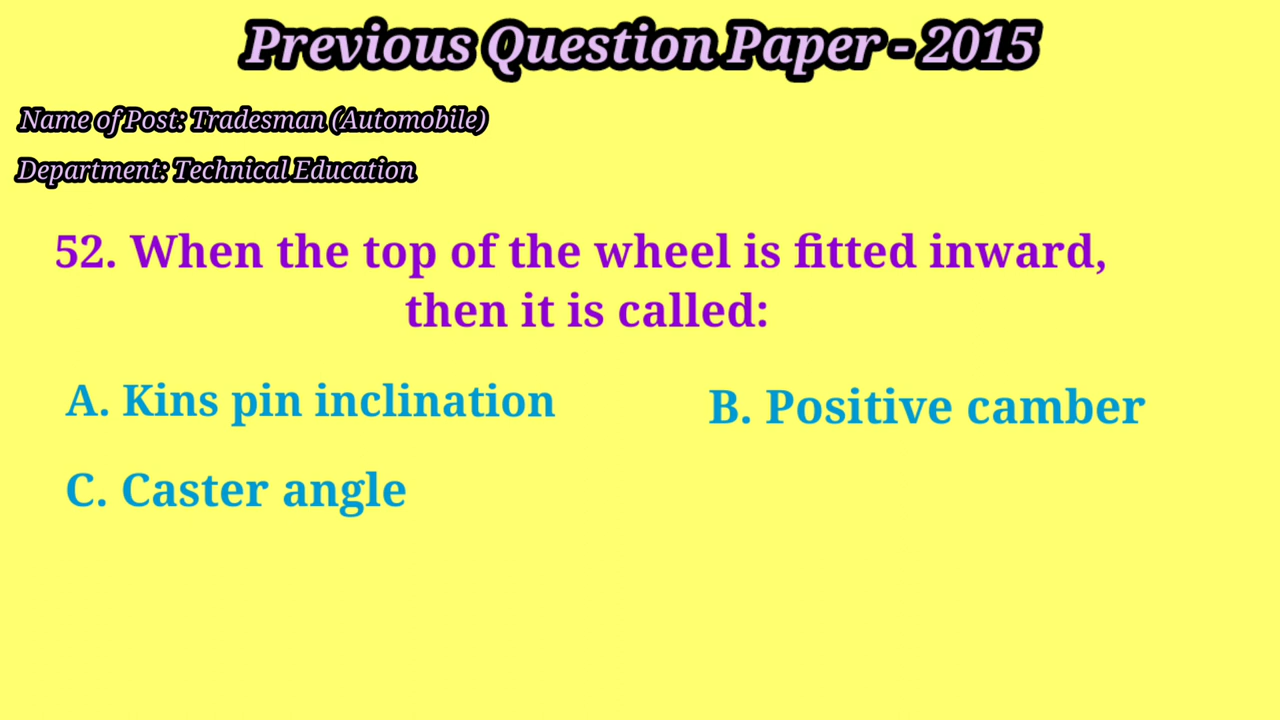 Previous Question Paper - 2015
Name of Post: Tradesman (Automobile)
Department: Technical Education
52. When the top of the wheel is fitted inward,
then it is called:
A. Kins pin inclination
B. Positive camber
C. Caster angle